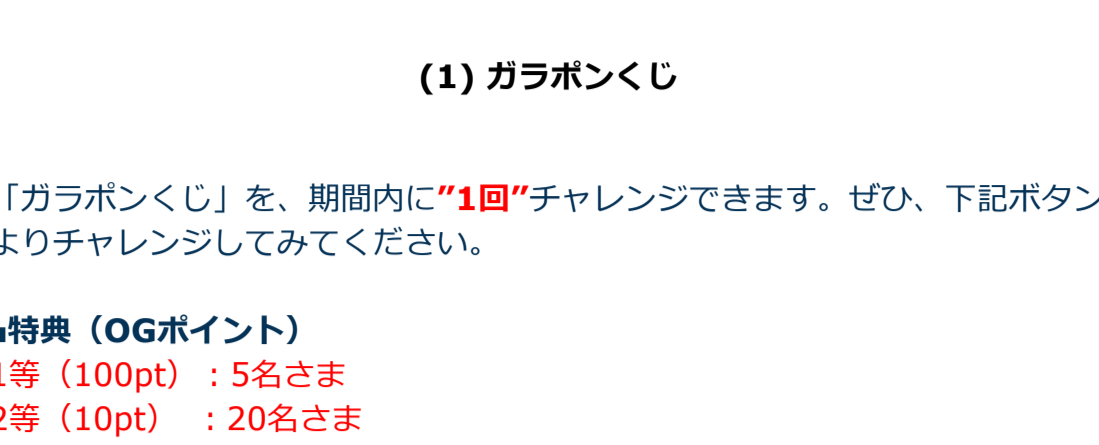 (1) ガラポンくじ
「ガラポンくじ」を、期間内に”1回”チャレンジできます。ぜひ、下記ボタン
よりチャレンジしてみてください。
■特典（OGポイント）
1等（100pt）：5名さま
2等（10pt） ：20名さま